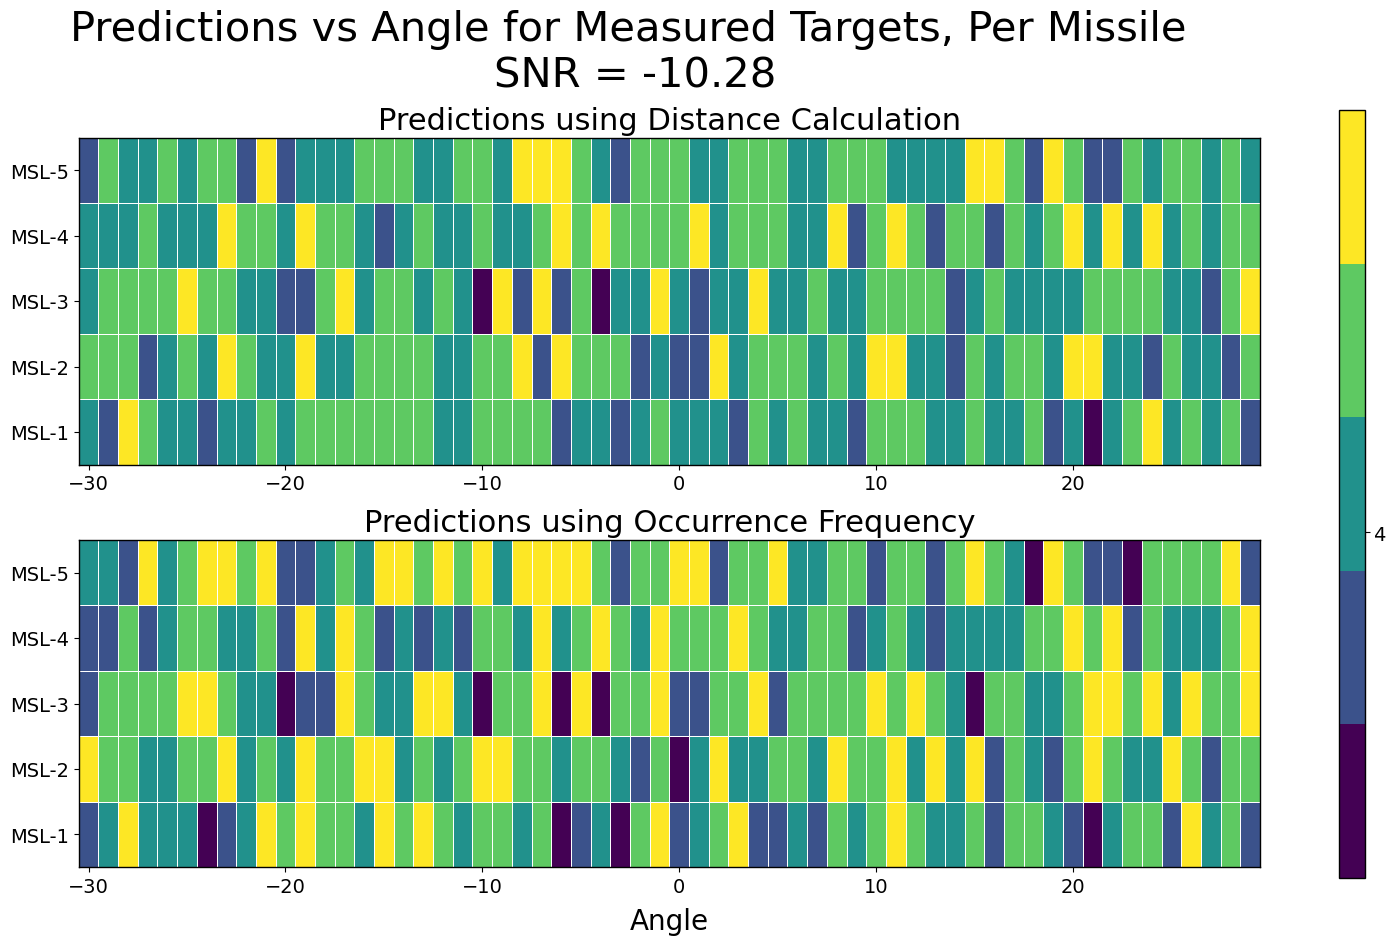 Predictions vs Angle for Measured Targets, Per Missile
SNR = -10.28
Predictions using Distance Calculation
MSL-5
MSL-4
MSL-3
MSL-2
MSL-1
−30 −20 −10 0 10 20
4
Predictions using Occurrence Frequency
MSL-5
MSL-4
MSL-3
MSL-2
MSL-1
−30 −20 −10 0 10 20
Angle